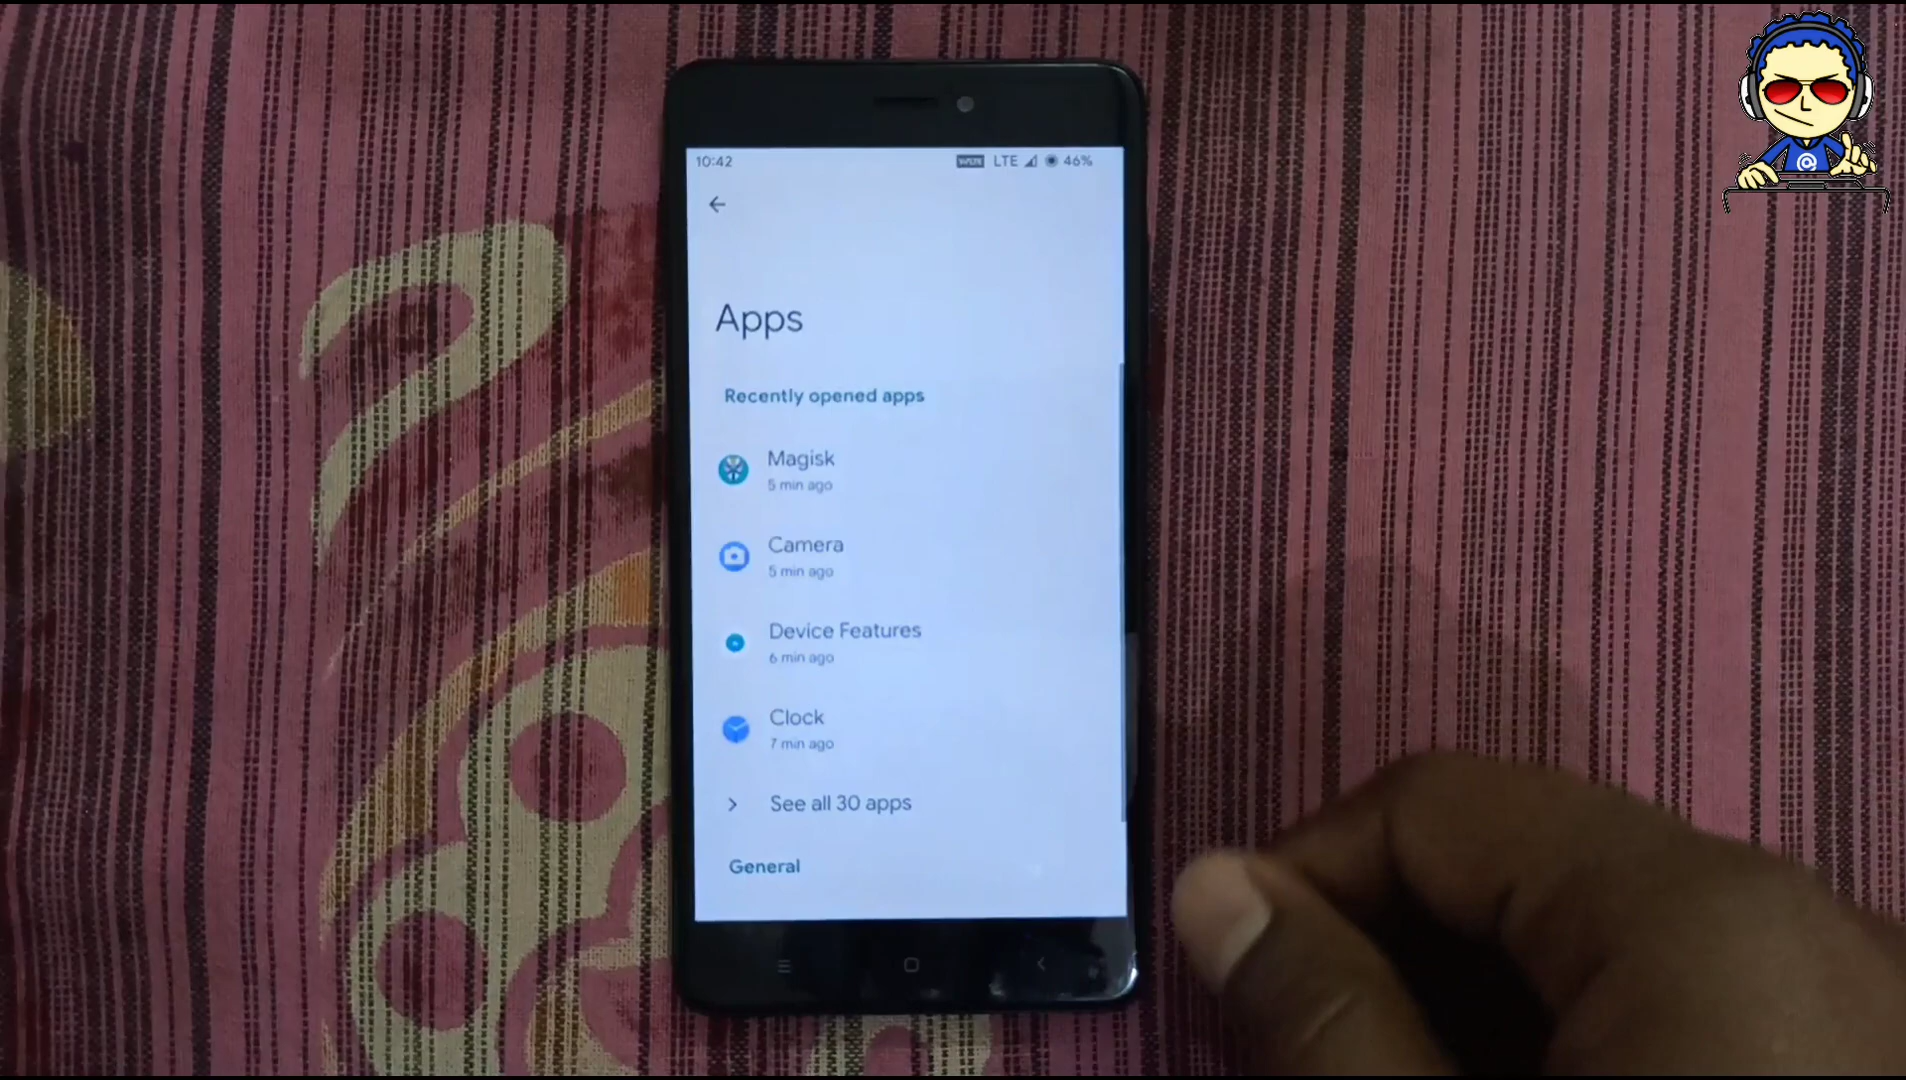 10:42
LTE 46%
Apps
Recently opened apps
Magisk
5 min ago
Camera
5 min ago
Device Features
6 min ago
Clock
7 min ago
See all 30 apps
General
@